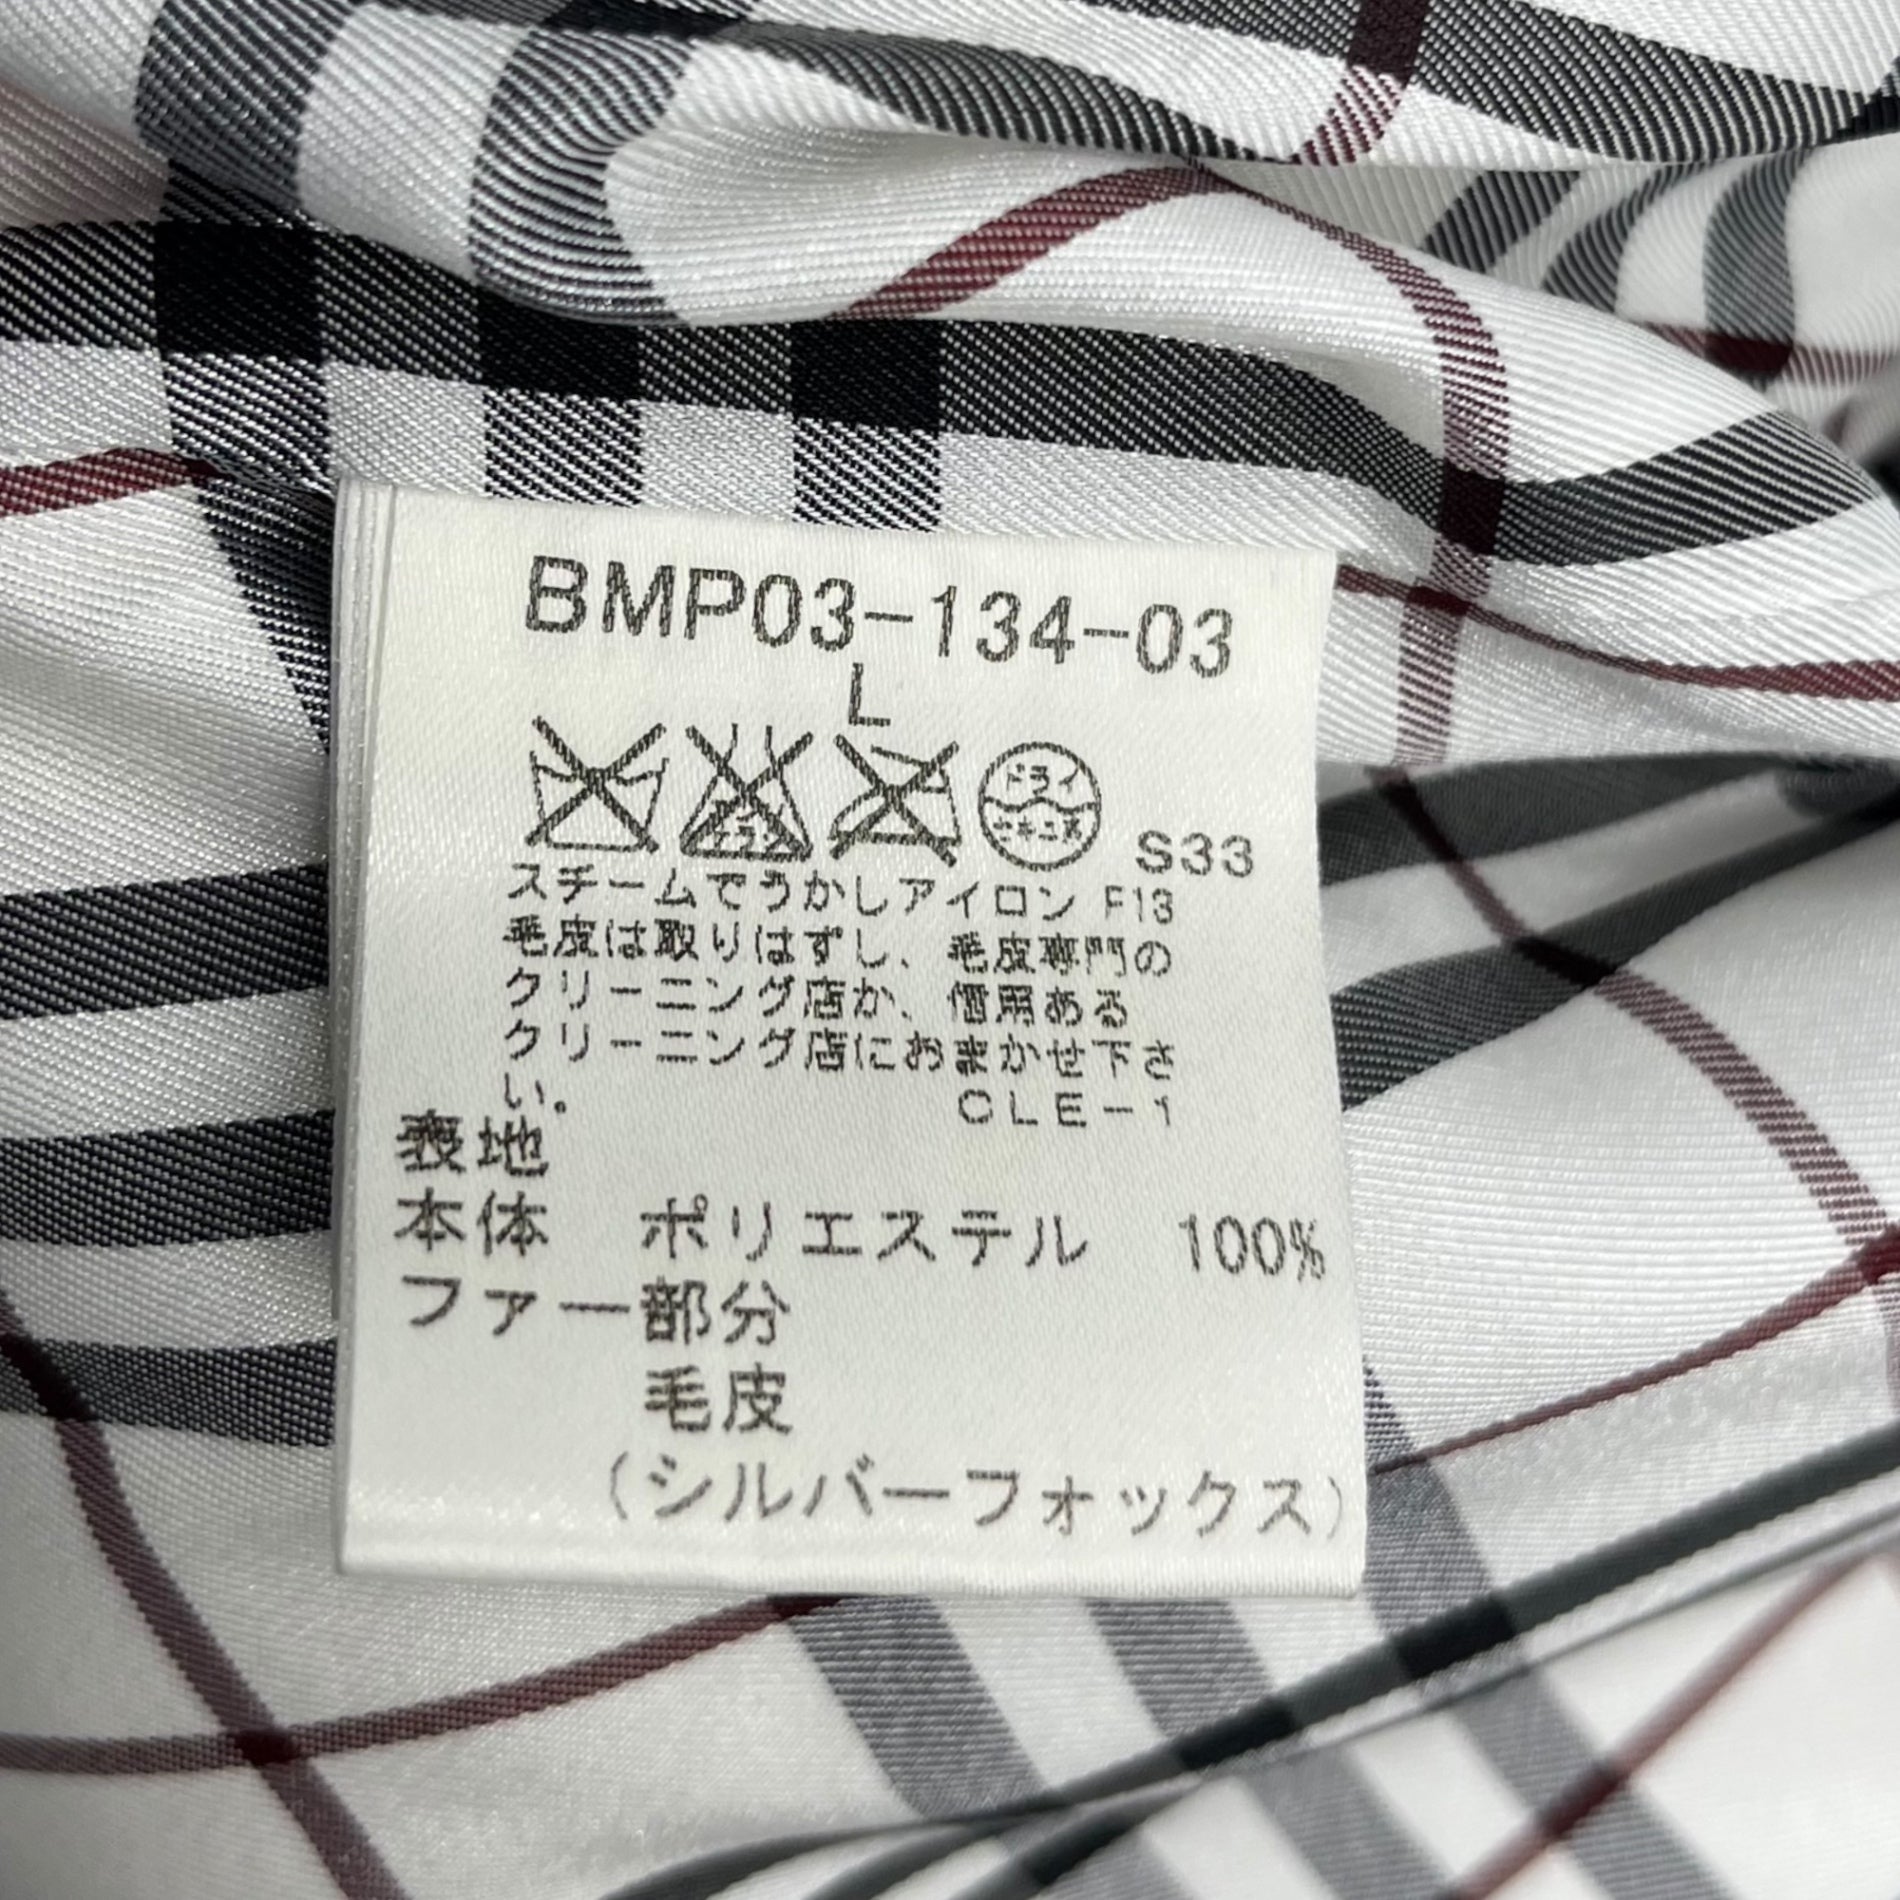 BMP03-134-03
L
ドライ
セキユ系
S33
スチームでうかしアイロン F13
毛皮は取りはずし、毛皮専門の
クリーニング店か、信用ある
クリーニング店におまかせ下さ
い。 CLE-1
表地
本体 ポリエステル 100%
ファー部分
毛皮
(シルバーフォックス)